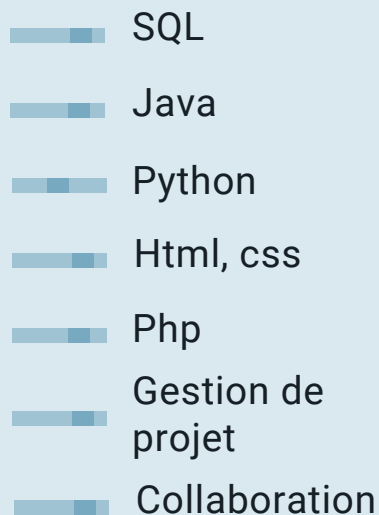 SQL
Java
Python
Html, css
Php
Gestion de
projet
Collaboration